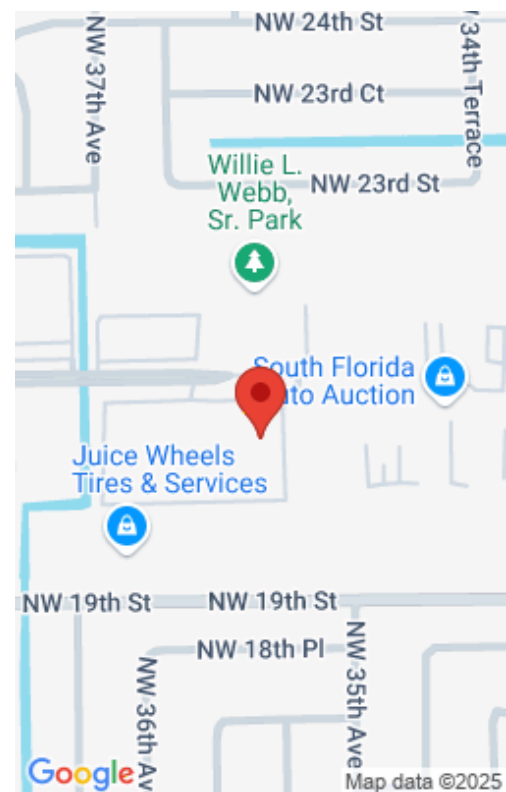 NW 24th St
NW 37th Ave
34th Terrace
NW 23rd Ct
Willie L.
Webb,
Sr. Park
NW 23rd St
South Florida
Auto Auction
Juice Wheels
Tires & Services
NW 19th St
NW 19th St
NW 18th Pl
NW 36th Av
NW 35th Ave
Google
Map data ©2025